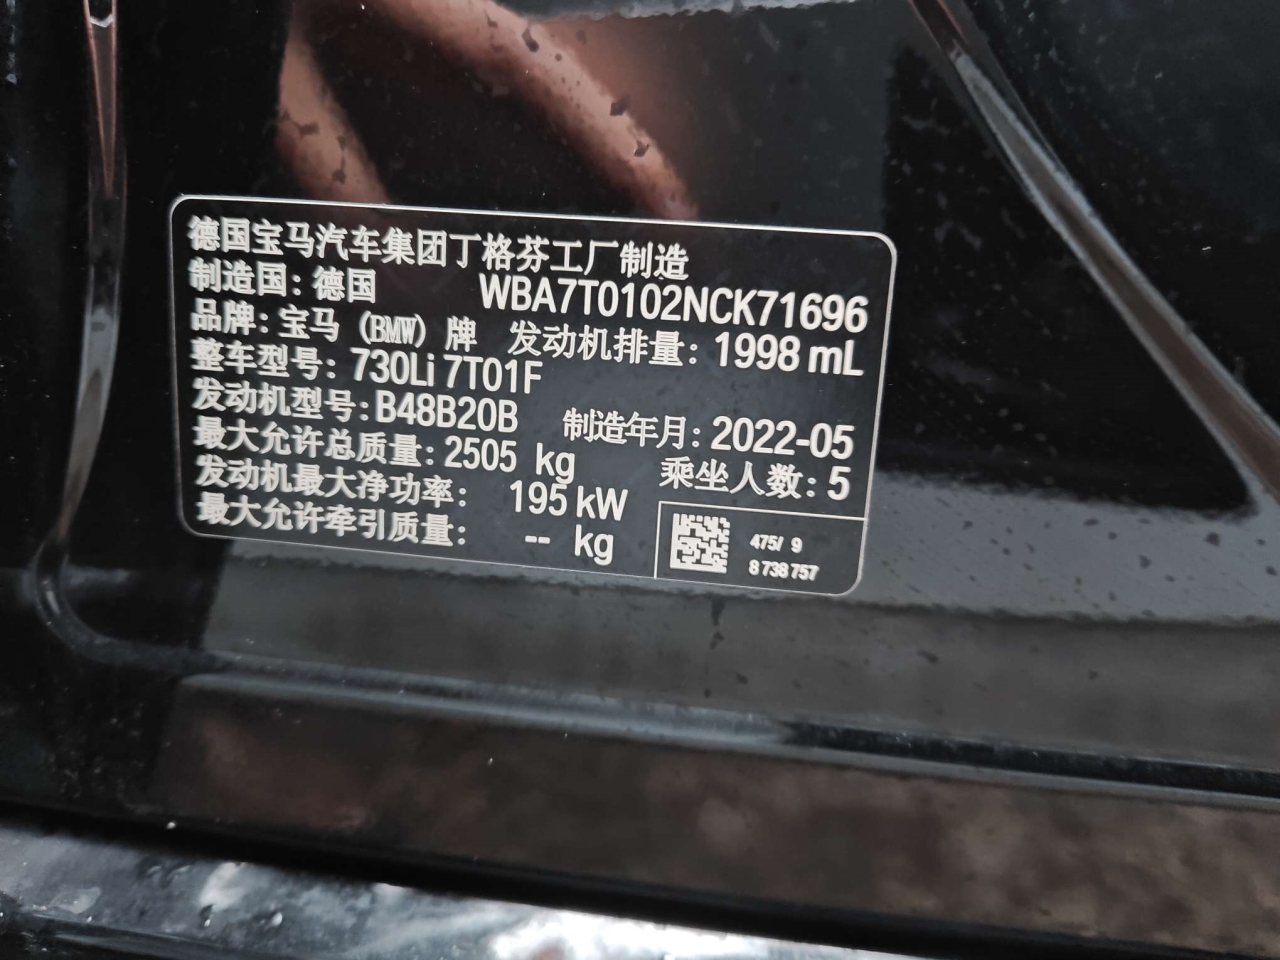 德国宝马汽车集团丁格芬工厂制造
制造国：德国 WBA7T0102NCK71696
品牌：宝马（BMW）牌 发动机排量：1998 mL
整车型号：730Li 7T01F
发动机型号：B48B20B 制造年月：2022-05
最大允许总质量：2505 kg 乘坐人数：5
发动机最大净功率： 195 kW
最大允许牵引质量： -- kg
475/ 9
8 738 757